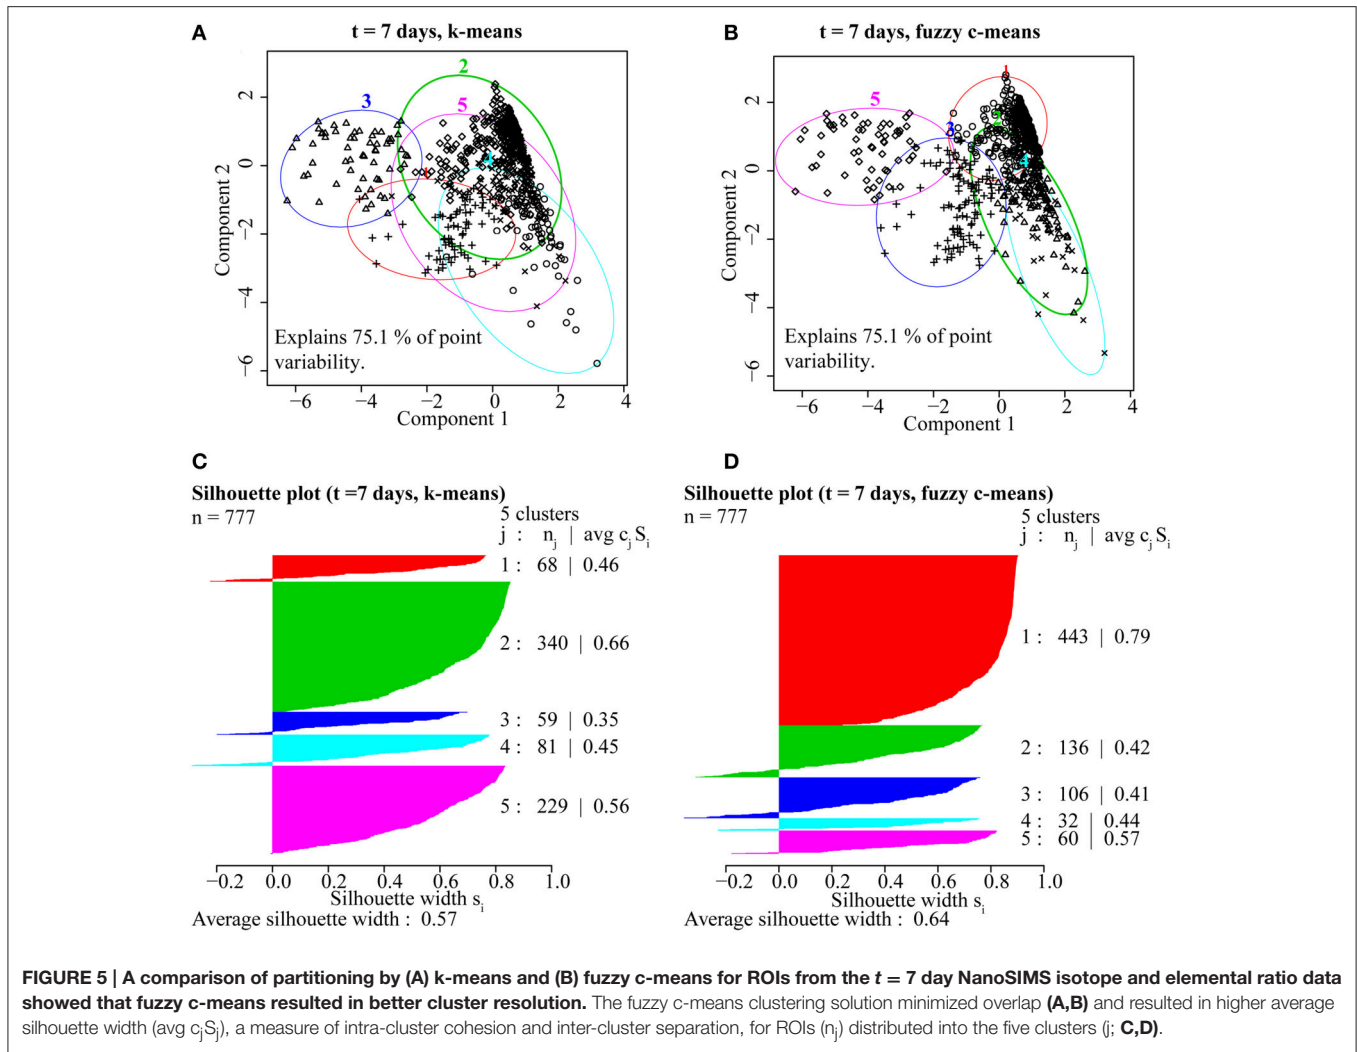 A
t = 7 days, k-means
2
3
5
4
1
2
0
−2
−4
−6
Component 2
Explains 75.1 % of point
variability.
−6 −4 −2 0 2 4
Component 1
B
t = 7 days, fuzzy c-means
1
5
3
2
4
2
0
−2
−4
−6
Component 2
Explains 75.1 % of point
variability.
−6 −4 −2 0 2 4
Component 1
C
Silhouette plot (t =7 days, k-means)
n = 777
5 clusters
j : nj | avg cj Si
1 : 68 | 0.46
2 : 340 | 0.66
3 : 59 | 0.35
4 : 81 | 0.45
5 : 229 | 0.56
−0.2 0.0 0.2 0.4 0.6 0.8 1.0
Silhouette width si
Average silhouette width : 0.57
D
Silhouette plot (t = 7 days, fuzzy c-means)
n = 777
5 clusters
j : nj | avg cj Si
1 : 443 | 0.79
2 : 136 | 0.42
3 : 106 | 0.41
4 : 32 | 0.44
5 : 60 | 0.57
−0.2 0.0 0.2 0.4 0.6 0.8 1.0
Silhouette width si
Average silhouette width : 0.64
FIGURE 5 | A comparison of partitioning by (A) k-means and (B) fuzzy c-means for ROIs from the t = 7 day NanoSIMS isotope and elemental ratio data
showed that fuzzy c-means resulted in better cluster resolution. The fuzzy c-means clustering solution minimized overlap (A,B) and resulted in higher average
silhouette width (avg cjSj), a measure of intra-cluster cohesion and inter-cluster separation, for ROIs (nj) distributed into the five clusters (j; C,D).